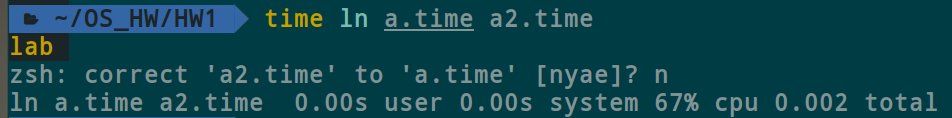 ~/OS_HW/HW1 time ln a.time a2.time
lab
zsh: correct 'a2.time' to 'a.time' [nyae]? n
ln a.time a2.time  0.00s user 0.00s system 67% cpu 0.002 total